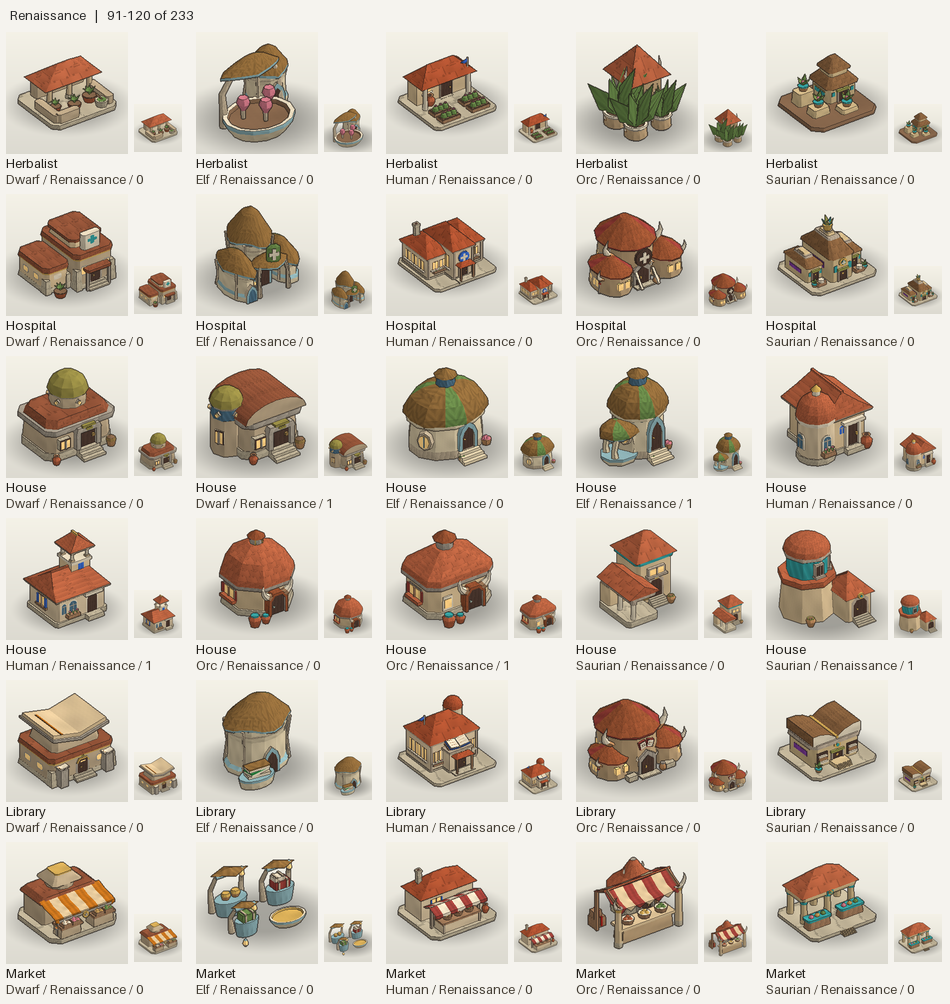 Renaissance | 91-120 of 233
Herbalist
Dwarf / Renaissance / 0
Herbalist
Elf / Renaissance / 0
Herbalist
Human / Renaissance / 0
Herbalist
Orc / Renaissance / 0
Herbalist
Saurian / Renaissance / 0
Hospital
Dwarf / Renaissance / 0
Hospital
Elf / Renaissance / 0
Hospital
Human / Renaissance / 0
Hospital
Orc / Renaissance / 0
Hospital
Saurian / Renaissance / 0
House
Dwarf / Renaissance / 0
House
Dwarf / Renaissance / 1
House
Elf / Renaissance / 0
House
Elf / Renaissance / 1
House
Human / Renaissance / 0
House
Human / Renaissance / 1
House
Orc / Renaissance / 0
House
Orc / Renaissance / 1
House
Saurian / Renaissance / 0
House
Saurian / Renaissance / 1
Library
Dwarf / Renaissance / 0
Library
Elf / Renaissance / 0
Library
Human / Renaissance / 0
Library
Orc / Renaissance / 0
Library
Saurian / Renaissance / 0
Market
Dwarf / Renaissance / 0
Market
Elf / Renaissance / 0
Market
Human / Renaissance / 0
Market
Orc / Renaissance / 0
Market
Saurian / Renaissance / 0